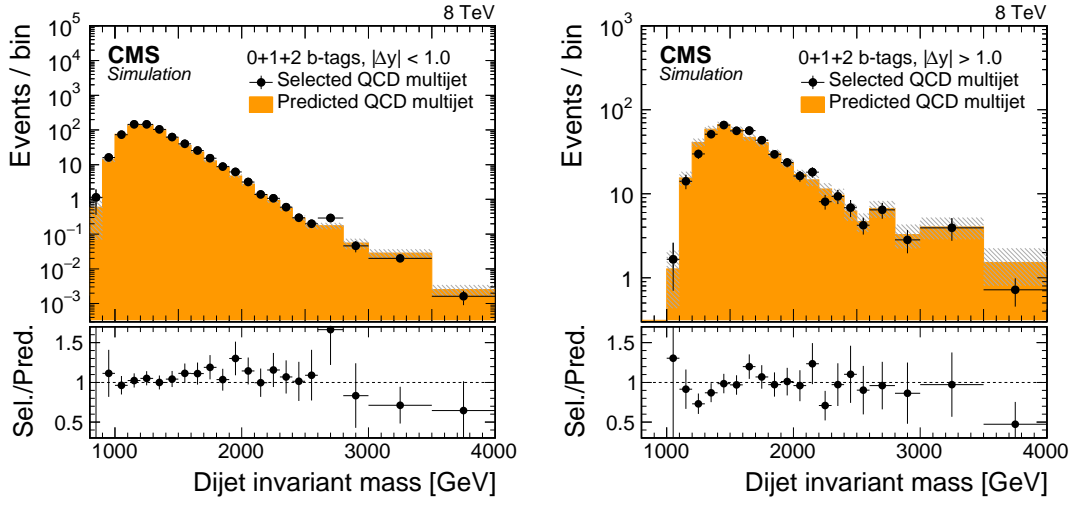 8 TeV
CMS
Simulation
0+1+2 b-tags, |Δy| < 1.0
Selected QCD multijet
Predicted QCD multijet
Events / bin
10⁵
10⁴
10³
10²
10
1
10⁻¹
10⁻²
10⁻³
Sel./Pred.
1.5
1
0.5
1000 2000 3000 4000
Dijet invariant mass [GeV]
8 TeV
CMS
Simulation
0+1+2 b-tags, |Δy| > 1.0
Selected QCD multijet
Predicted QCD multijet
Events / bin
10³
10²
10
1
Sel./Pred.
1.5
1
0.5
1000 2000 3000 4000
Dijet invariant mass [GeV]